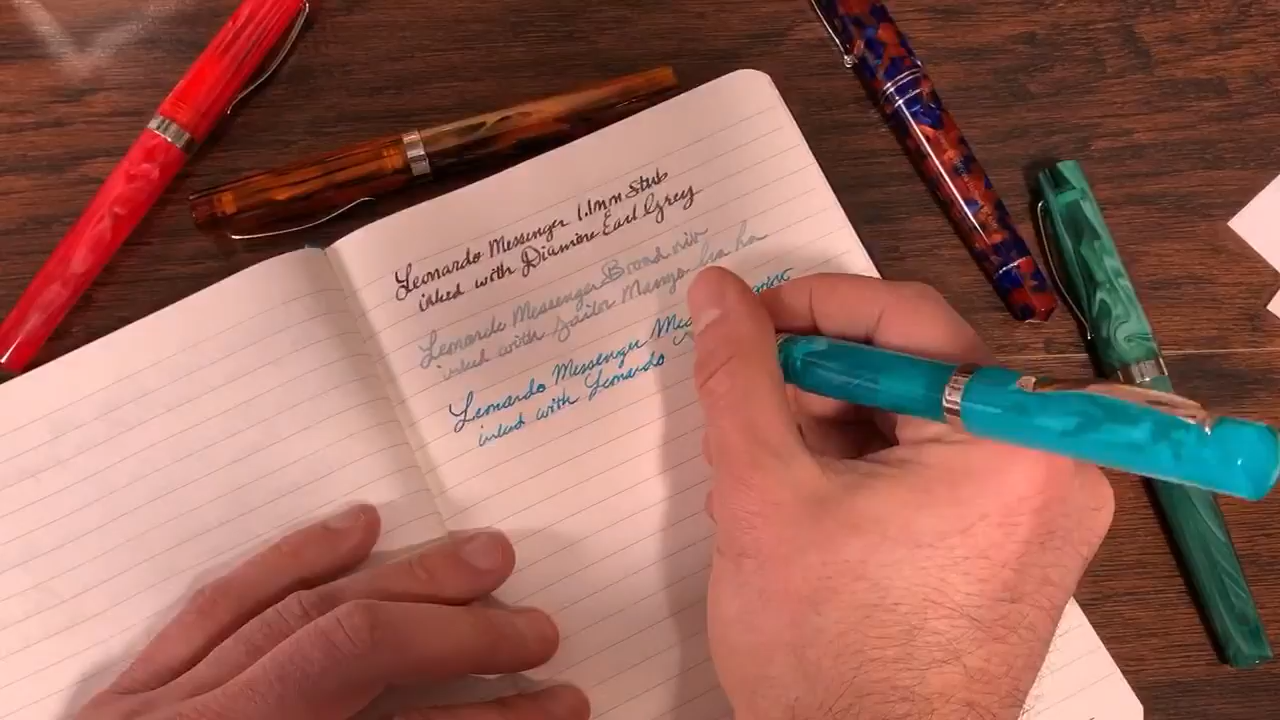 Leonardo Messenger 1.1mm Stub
inked with Diamine Earl Grey
Leonardo Messenger Broad nib
inked with Sailor Manyo
Leonardo Messenger
inked with Leonardo